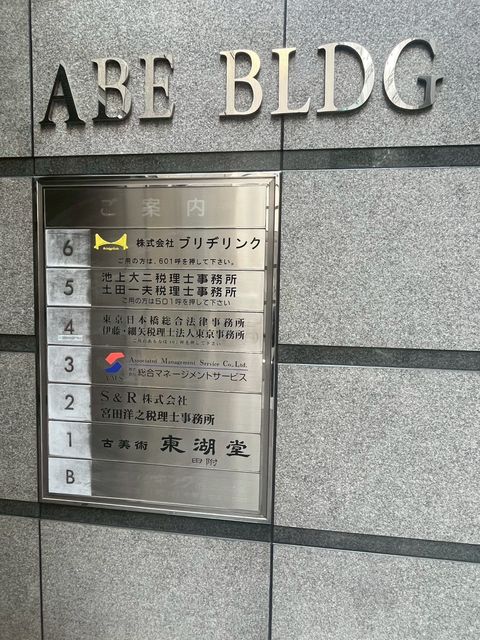 ABE BLDG
ご案内
6 株式会社 ブリヂリンク
ご用の方は、601呼を押して下さい。
5 池上大二税理士事務所
土田一夫税理士事務所
ご用の方は501呼を押して下さい
4 東京日本橋総合法律事務所
伊藤・細矢税理士法人東京事務所
3 AMS Associated Management Service Co., Ltd.
株式会社 総合マネージメントサービス
2 S&R 株式会社
宮田洋之税理士事務所
1 古美術 東湖堂
B